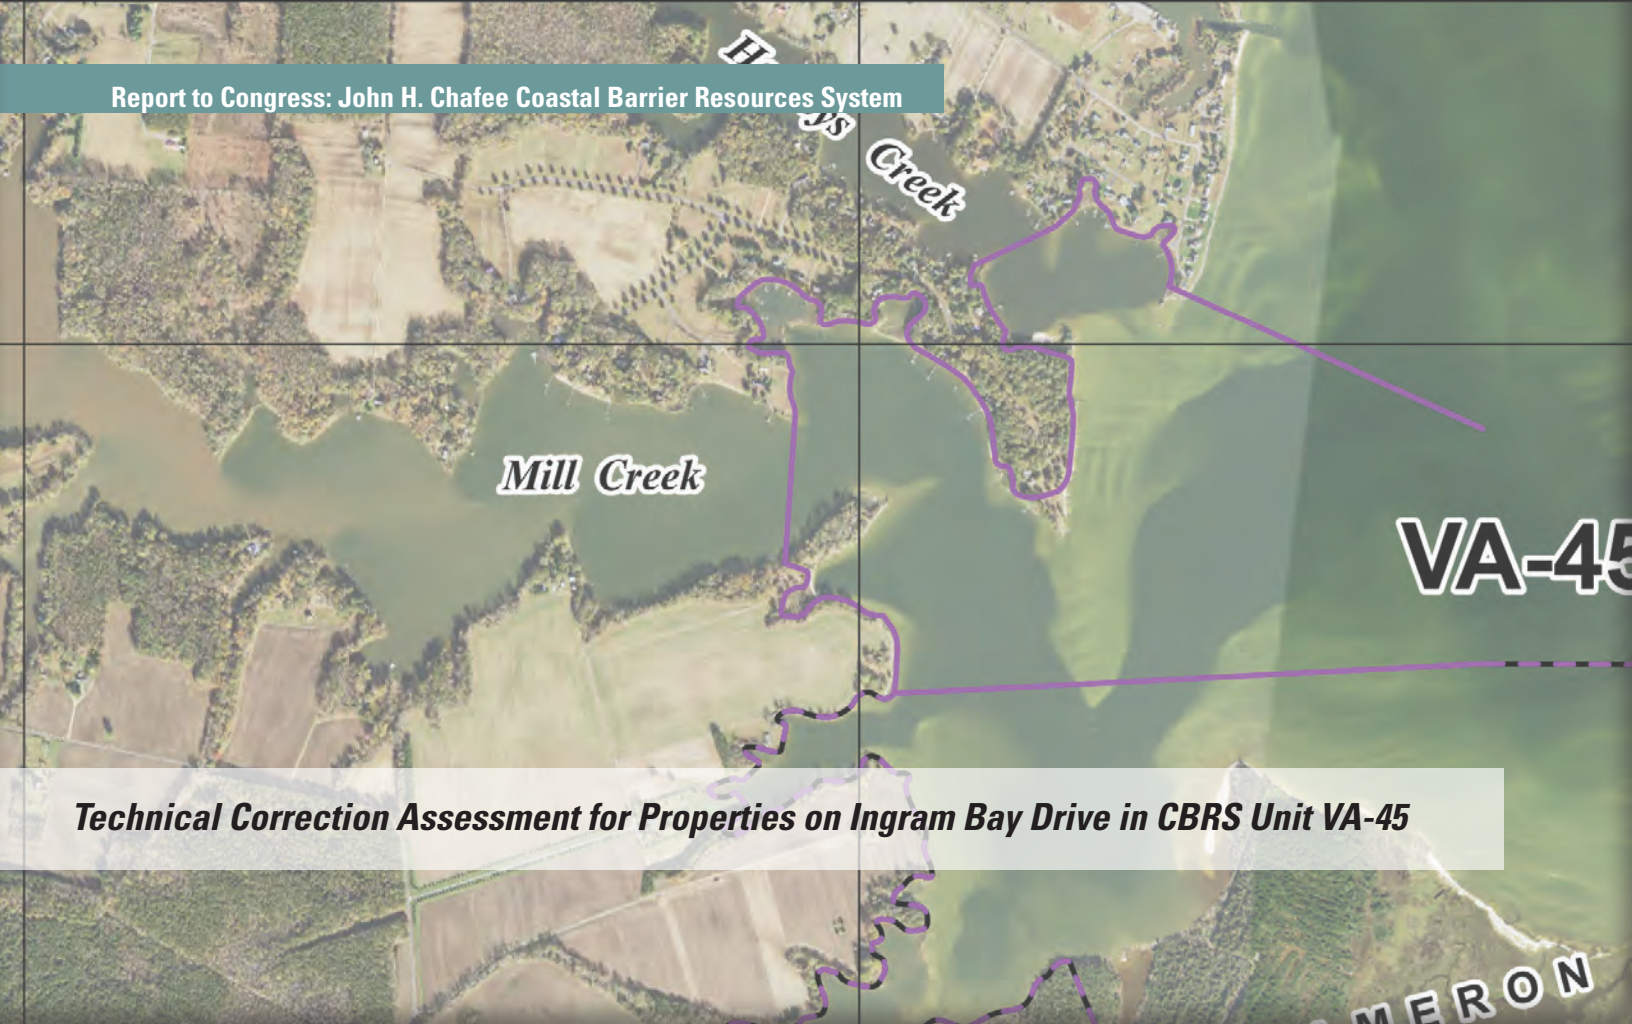 Report to Congress: John H. Chafee Coastal Barrier Resources System
Creek
Mill Creek
VA-45
Technical Correction Assessment for Properties on Ingram Bay Drive in CBRS Unit VA-45
MERON